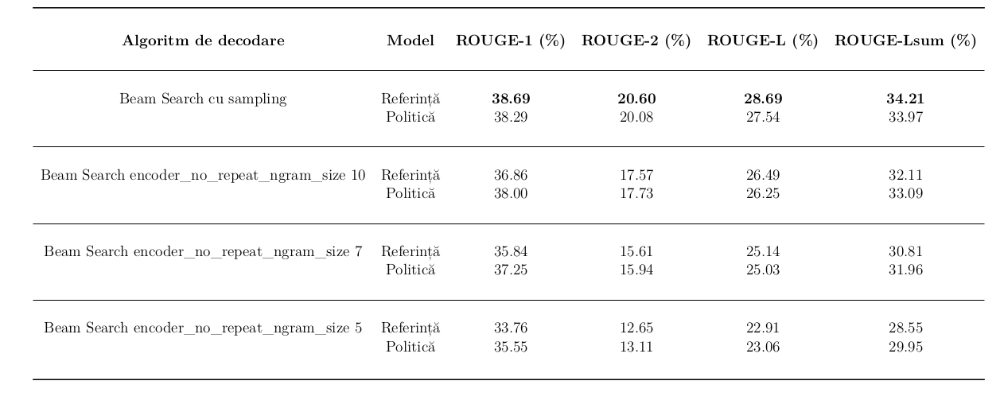 Algoritm de decodare Model ROUGE-1 (%) ROUGE-2 (%) ROUGE-L (%) ROUGE-Lsum (%)
Beam Search cu sampling Referință 38.69 20.60 28.69 34.21
Politică 38.29 20.08 27.54 33.97
Beam Search encoder_no_repeat_ngram_size 10 Referință 36.86 17.57 26.49 32.11
Politică 38.00 17.73 26.25 33.09
Beam Search encoder_no_repeat_ngram_size 7 Referință 35.84 15.61 25.14 30.81
Politică 37.25 15.94 25.03 31.96
Beam Search encoder_no_repeat_ngram_size 5 Referință 33.76 12.65 22.91 28.55
Politică 35.55 13.11 23.06 29.95